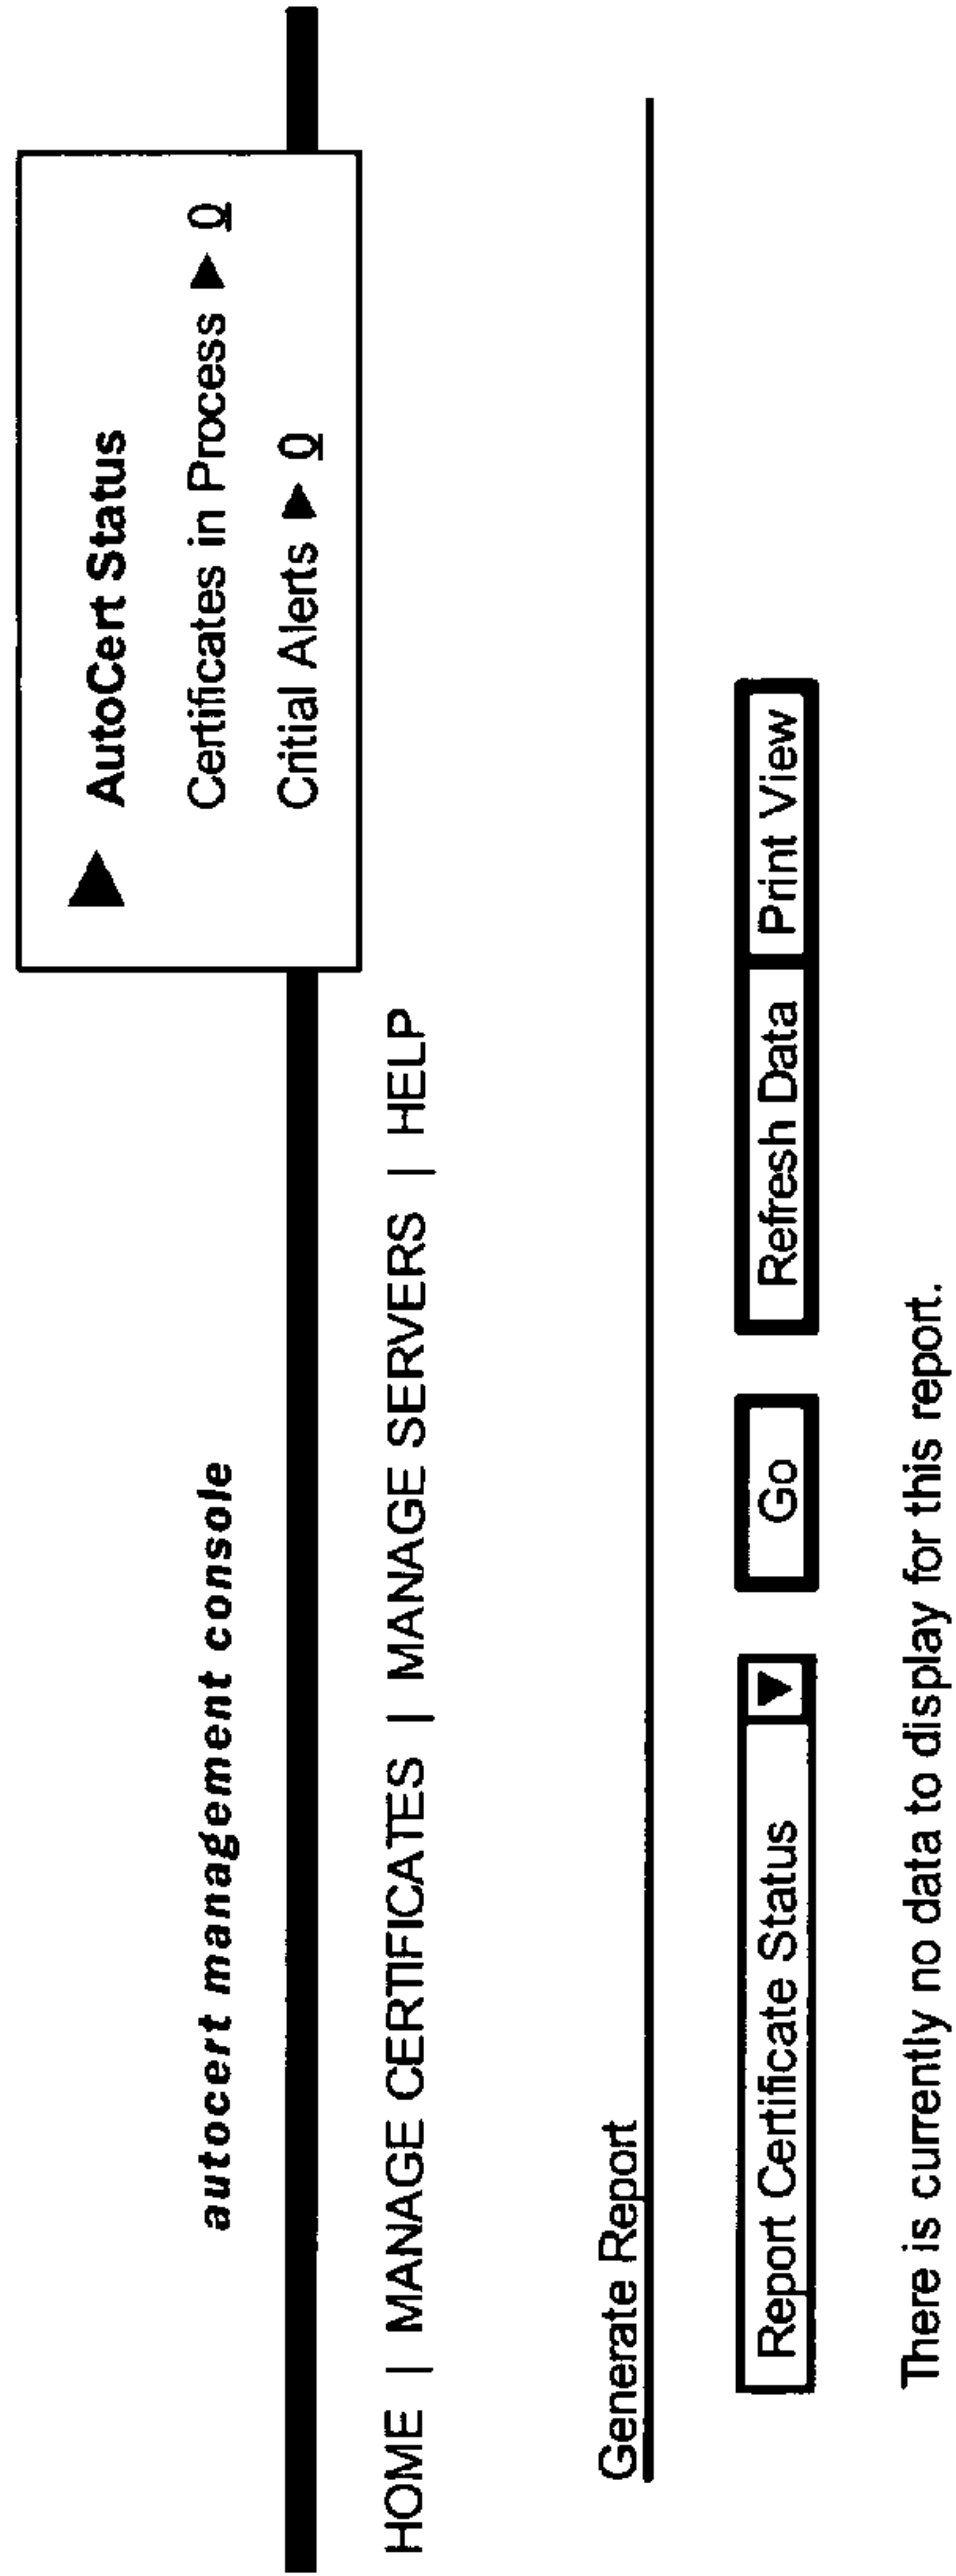 autocert management console
▶ AutoCert Status
Certificates in Process ▶ 0
Critial Alerts ▶ 0
HOME | MANAGE CERTIFICATES | MANAGE SERVERS | HELP
Generate Report
Report Certificate Status ▼ Go Refresh Data Print View
There is currently no data to display for this report.